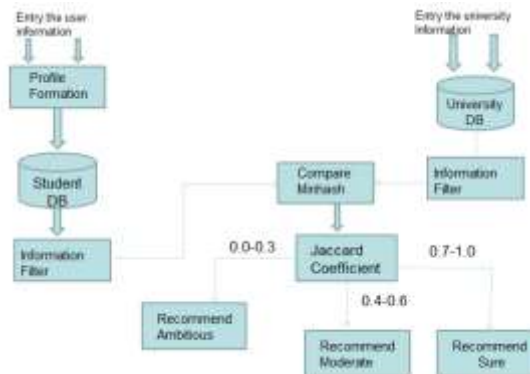 Entry the user
information
Entry the university
Information
Profile
Formation
University
DB
Student
DB
Compare
Minhash
Information
Filter
Information
Filter
0.0-0.3
Jaccard
Coefficient
0.7-1.0
0.4-0.6
Recommend
Ambitious
Recommend
Moderate
Recommend
Sure